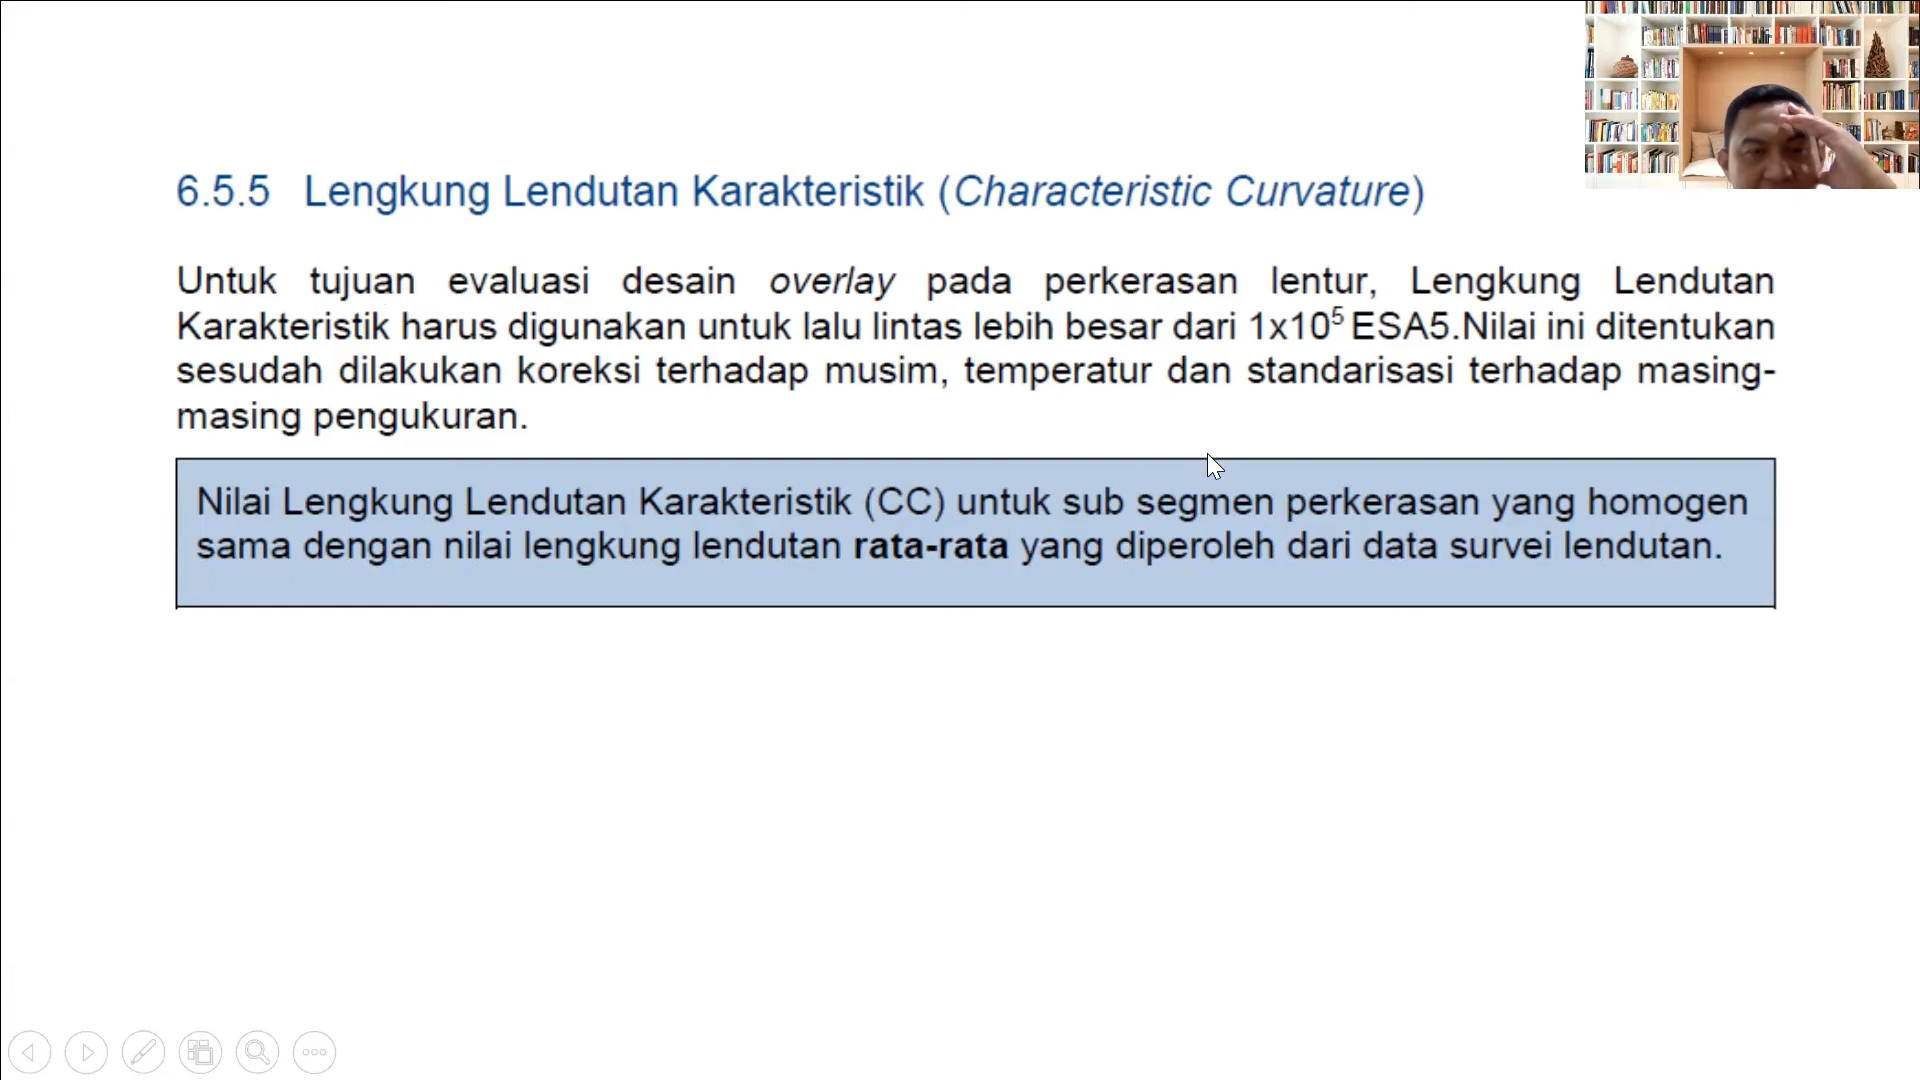 6.5.5 Lengkung Lendutan Karakteristik (Characteristic Curvature)
Untuk tujuan evaluasi desain overlay pada perkerasan lentur, Lengkung Lendutan
Karakteristik harus digunakan untuk lalu lintas lebih besar dari 1x10⁵ ESA5.Nilai ini ditentukan
sesudah dilakukan koreksi terhadap musim, temperatur dan standarisasi terhadap masing-
masing pengukuran.
Nilai Lengkung Lendutan Karakteristik (CC) untuk sub segmen perkerasan yang homogen
sama dengan nilai lengkung lendutan rata-rata yang diperoleh dari data survei lendutan.